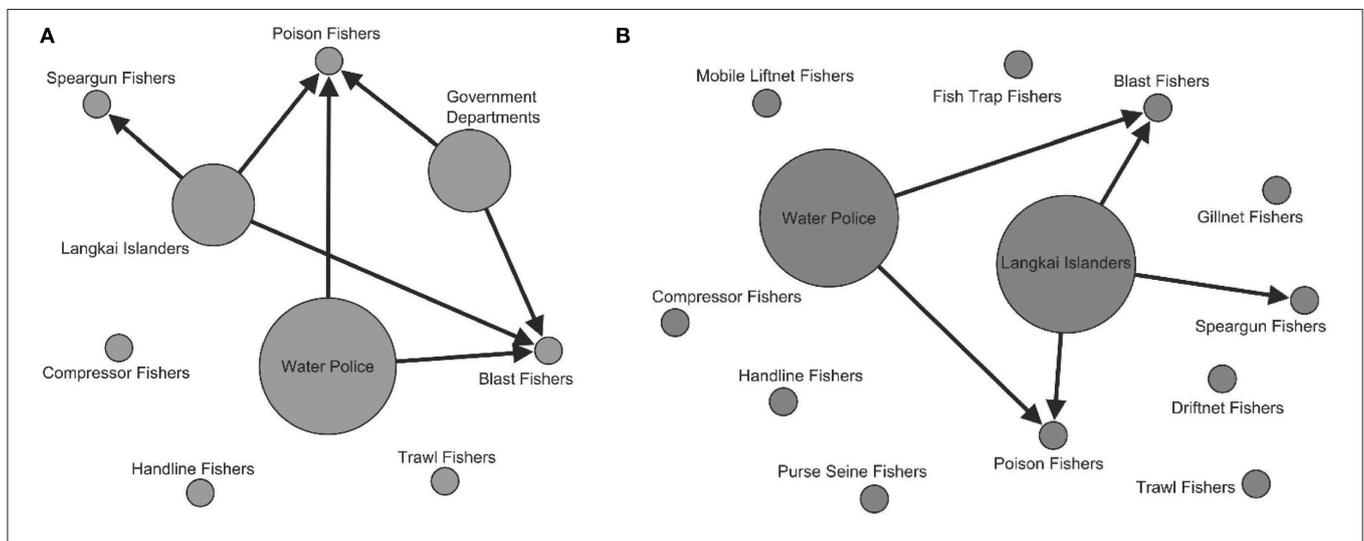 A
Poison Fishers
Speargun Fishers
Government
Departments
Langkai Islanders
Compressor Fishers
Water Police
Blast Fishers
Handline Fishers
Trawl Fishers
B
Mobile Liftnet Fishers
Fish Trap Fishers
Blast Fishers
Water Police
Gillnet Fishers
Langkai Islanders
Compressor Fishers
Speargun Fishers
Handline Fishers
Driftnet Fishers
Poison Fishers
Purse Seine Fishers
Trawl Fishers